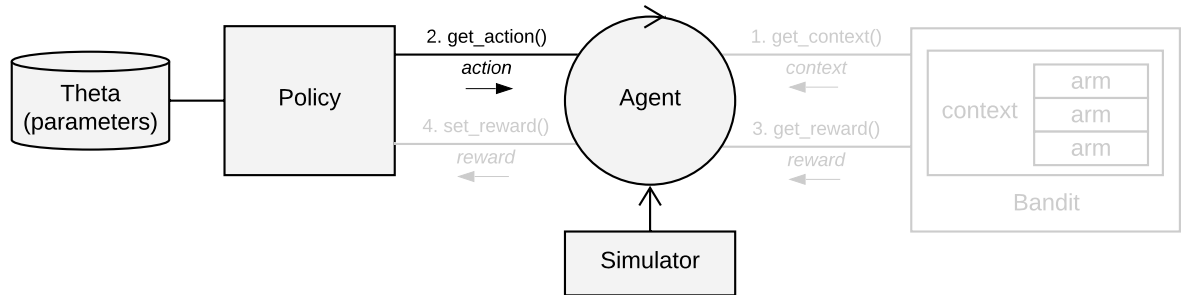 2. get_action()
1. get_context()
Theta
(parameters)
Policy
action
Agent
context
context
arm
arm
arm
4. set_reward()
3. get_reward()
reward
reward
Bandit
Simulator